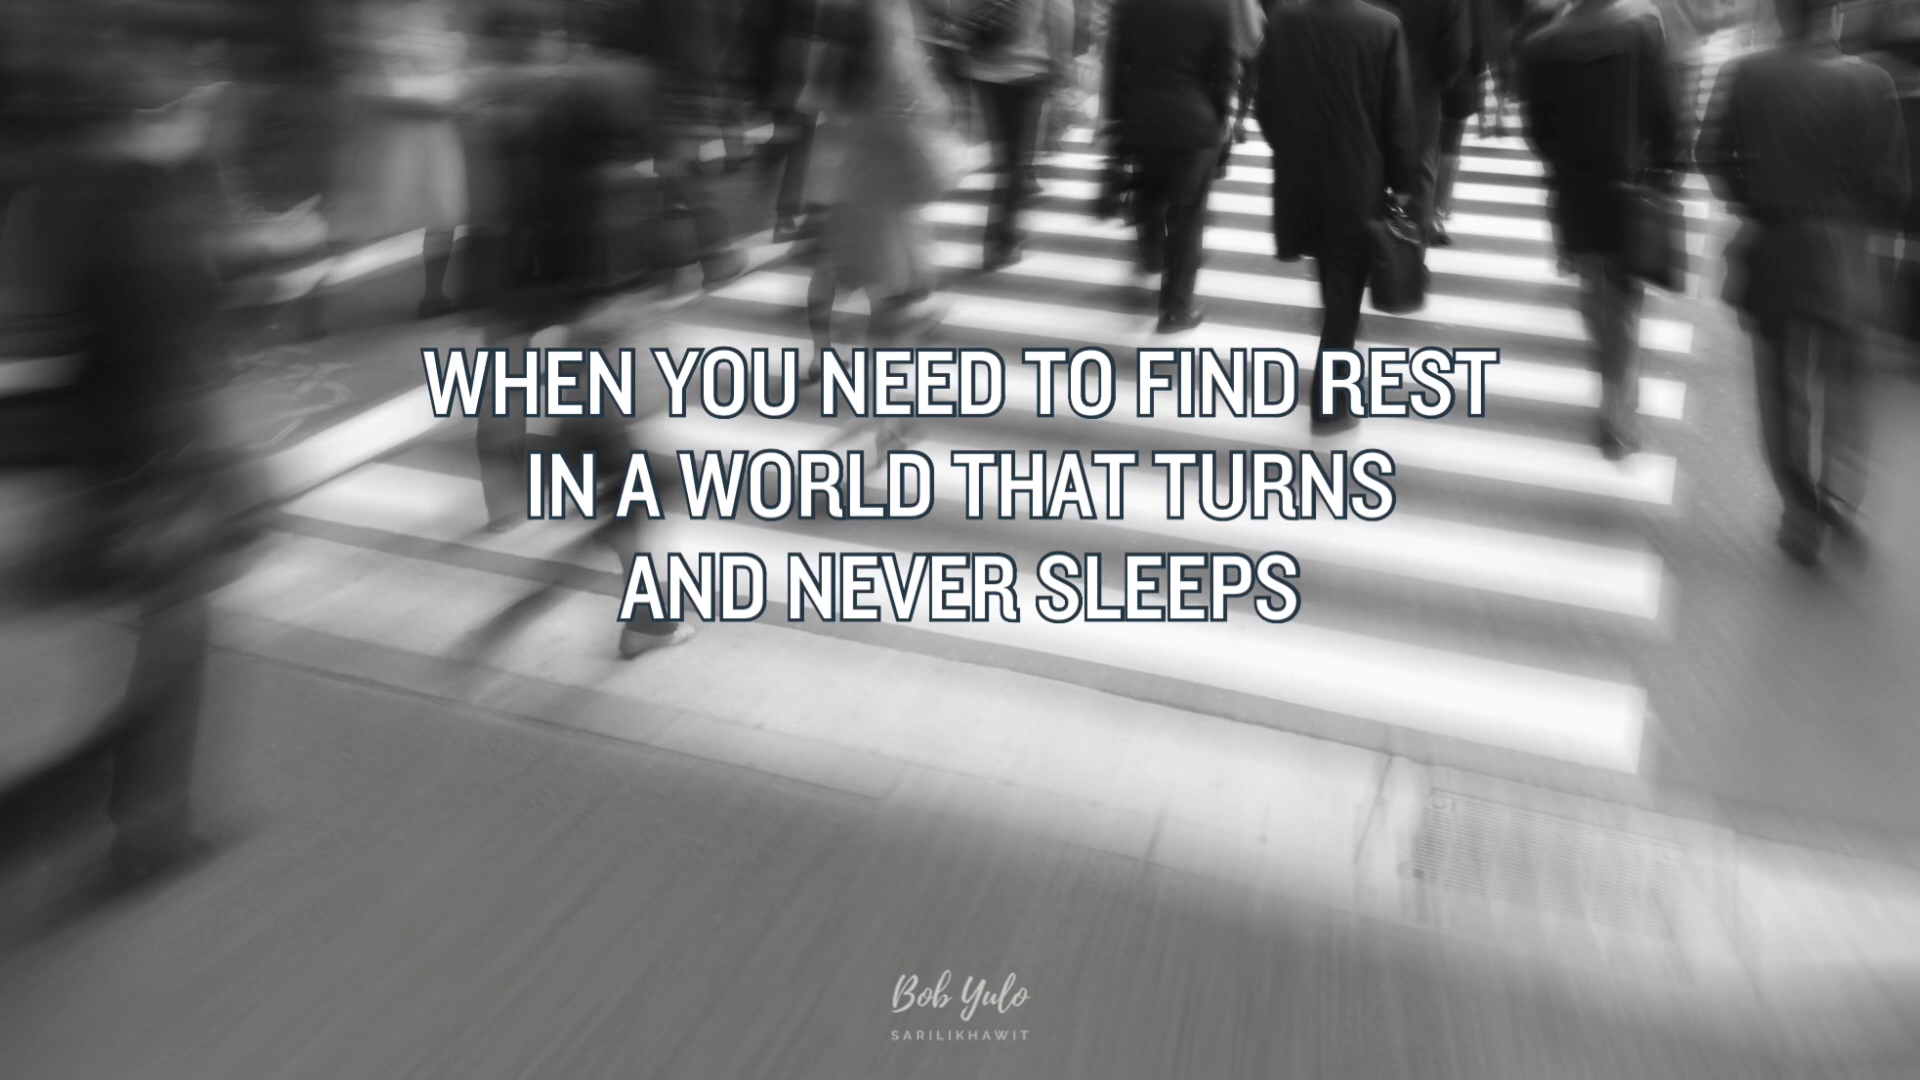 WHEN YOU NEED TO FIND REST
IN A WORLD THAT TURNS
AND NEVER SLEEPS
Bob Yulo
SARILIKHAWIT